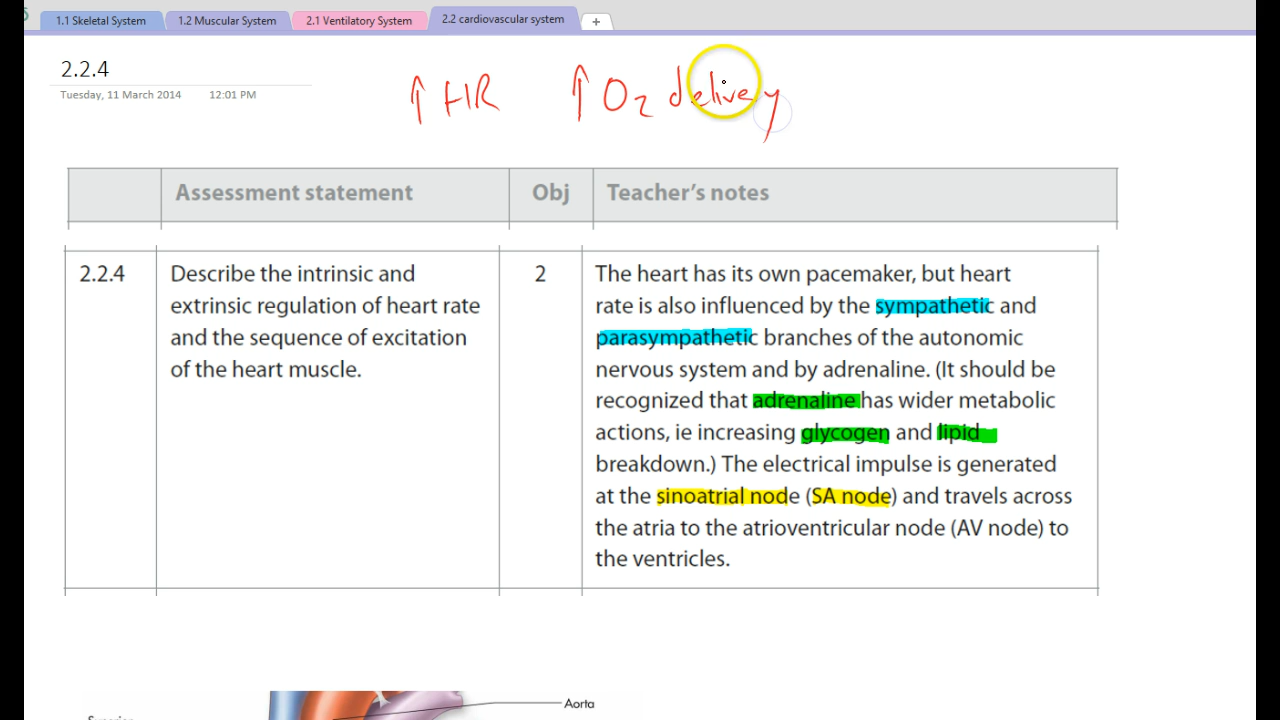 1.1 Skeletal System 1.2 Muscular System 2.1 Ventilatory System 2.2 cardiovascular system +
2.2.4
Tuesday, 11 March 2014 12:01 PM
↑ HR ↑ O2 delivery
Assessment statement Obj Teacher's notes
2.2.4 Describe the intrinsic and 2 The heart has its own pacemaker, but heart
extrinsic regulation of heart rate rate is also influenced by the sympathetic and
and the sequence of excitation parasympathetic branches of the autonomic
of the heart muscle. nervous system and by adrenaline. (It should be
recognized that adrenaline has wider metabolic
actions, ie increasing glycogen and lipid
breakdown.) The electrical impulse is generated
at the sinoatrial node (SA node) and travels across
the atria to the atrioventricular node (AV node) to
the ventricles.
Aorta